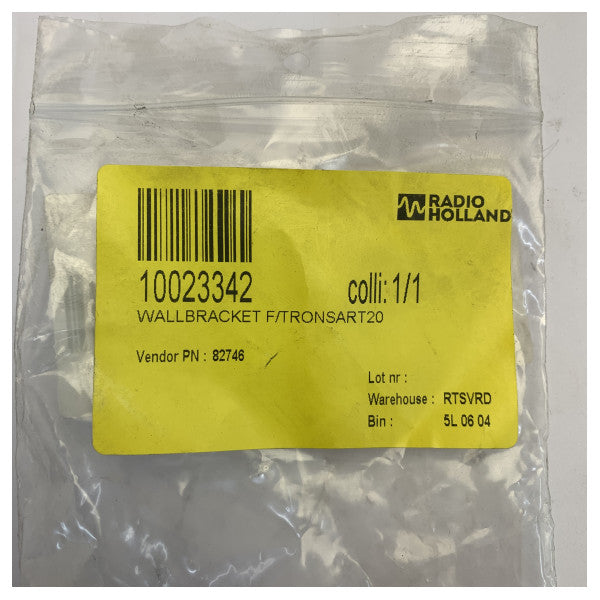 RADIO
HOLLAND
10023342 colli: 1/1
WALLBRACKET F/TRONSART20
Vendor PN : 82746
Lot nr :
Warehouse : RTSVRD
Bin : 5L 06 04